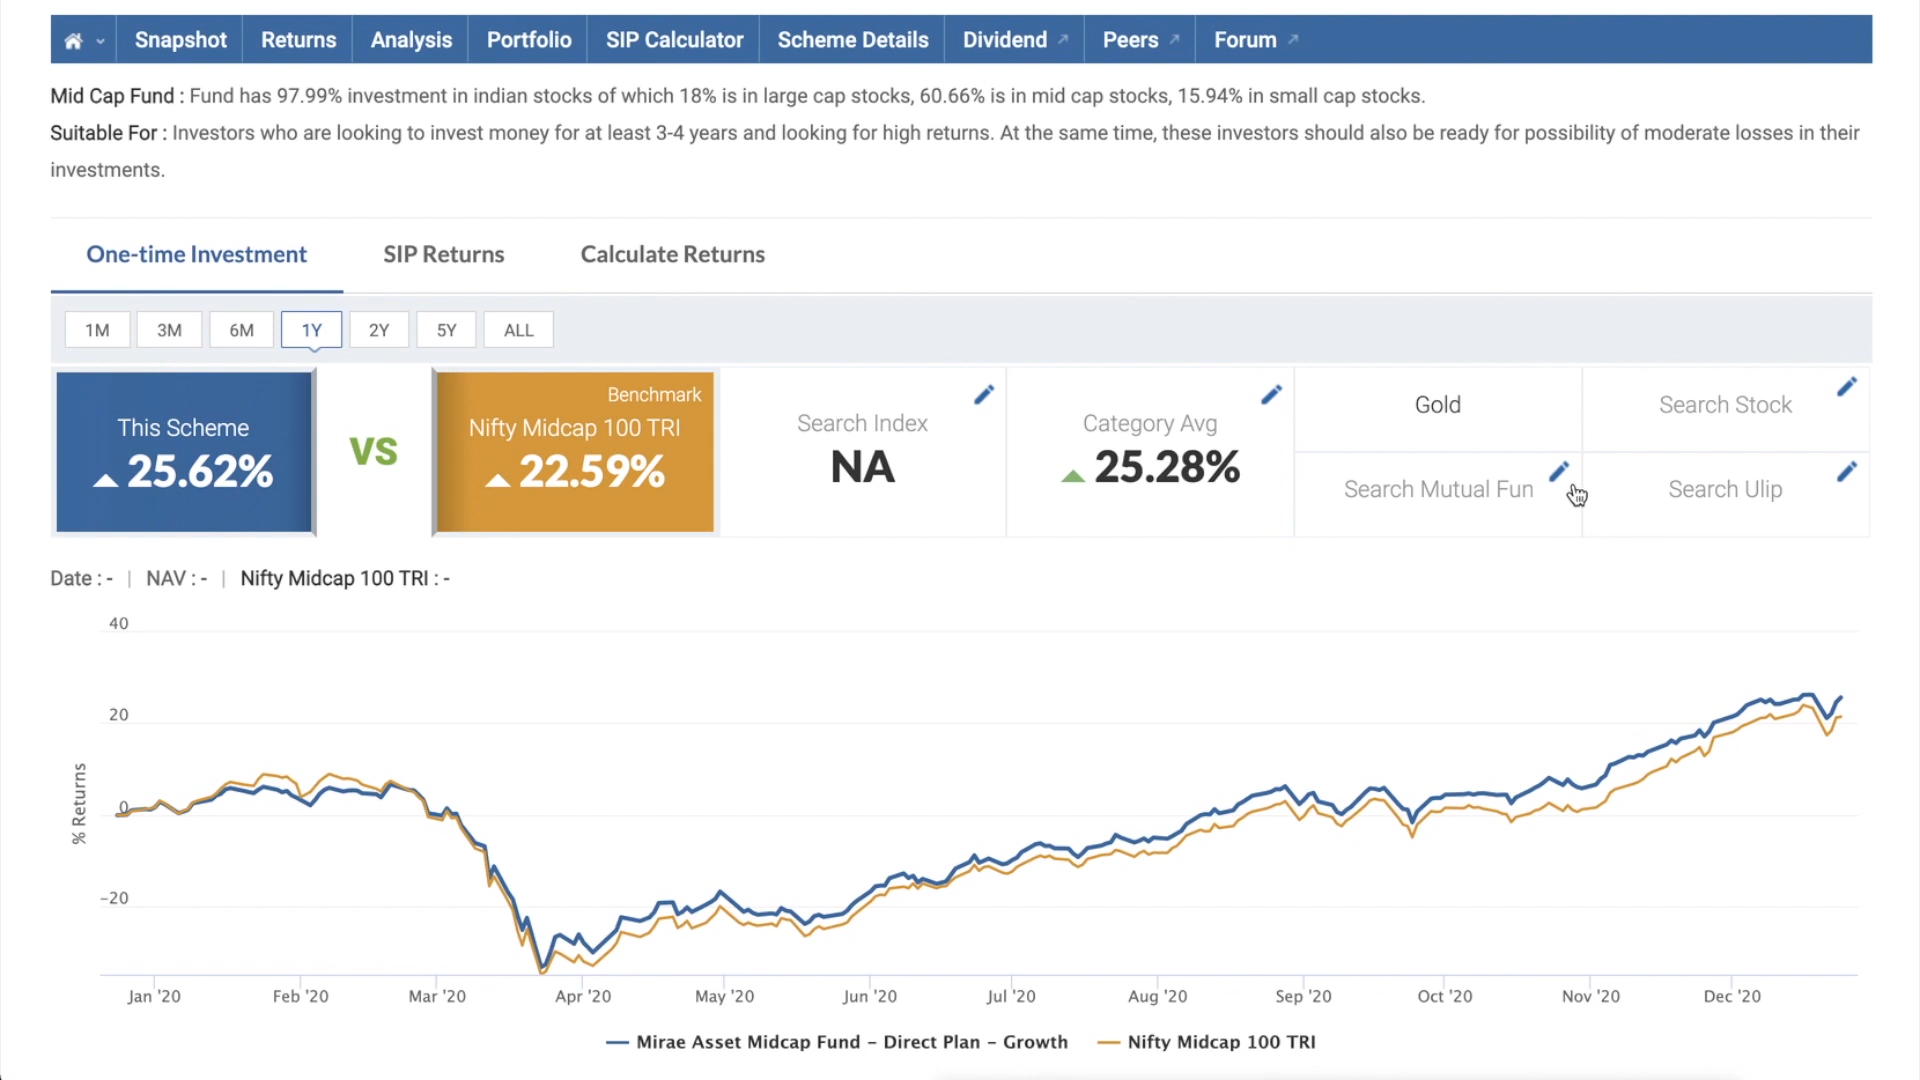 Snapshot Returns Analysis Portfolio SIP Calculator Scheme Details Dividend Peers Forum
Mid Cap Fund : Fund has 97.99% investment in indian stocks of which 18% is in large cap stocks, 60.66% is in mid cap stocks, 15.94% in small cap stocks.
Suitable For : Investors who are looking to invest money for at least 3-4 years and looking for high returns. At the same time, these investors should also be ready for possibility of moderate losses in their
investments.
One-time Investment SIP Returns Calculate Returns
1M 3M 6M 1Y 2Y 5Y ALL
This Scheme
25.62%
VS
Benchmark
Nifty Midcap 100 TRI
22.59%
Search Index
NA
Category Avg
25.28%
Gold
Search Stock
Search Mutual Fun
Search Ulip
Date : - | NAV : - | Nifty Midcap 100 TRI : -
40
20
0
-20
% Returns
Jan '20 Feb '20 Mar '20 Apr '20 May '20 Jun '20 Jul '20 Aug '20 Sep '20 Oct '20 Nov '20 Dec '20
Mirae Asset Midcap Fund – Direct Plan – Growth Nifty Midcap 100 TRI